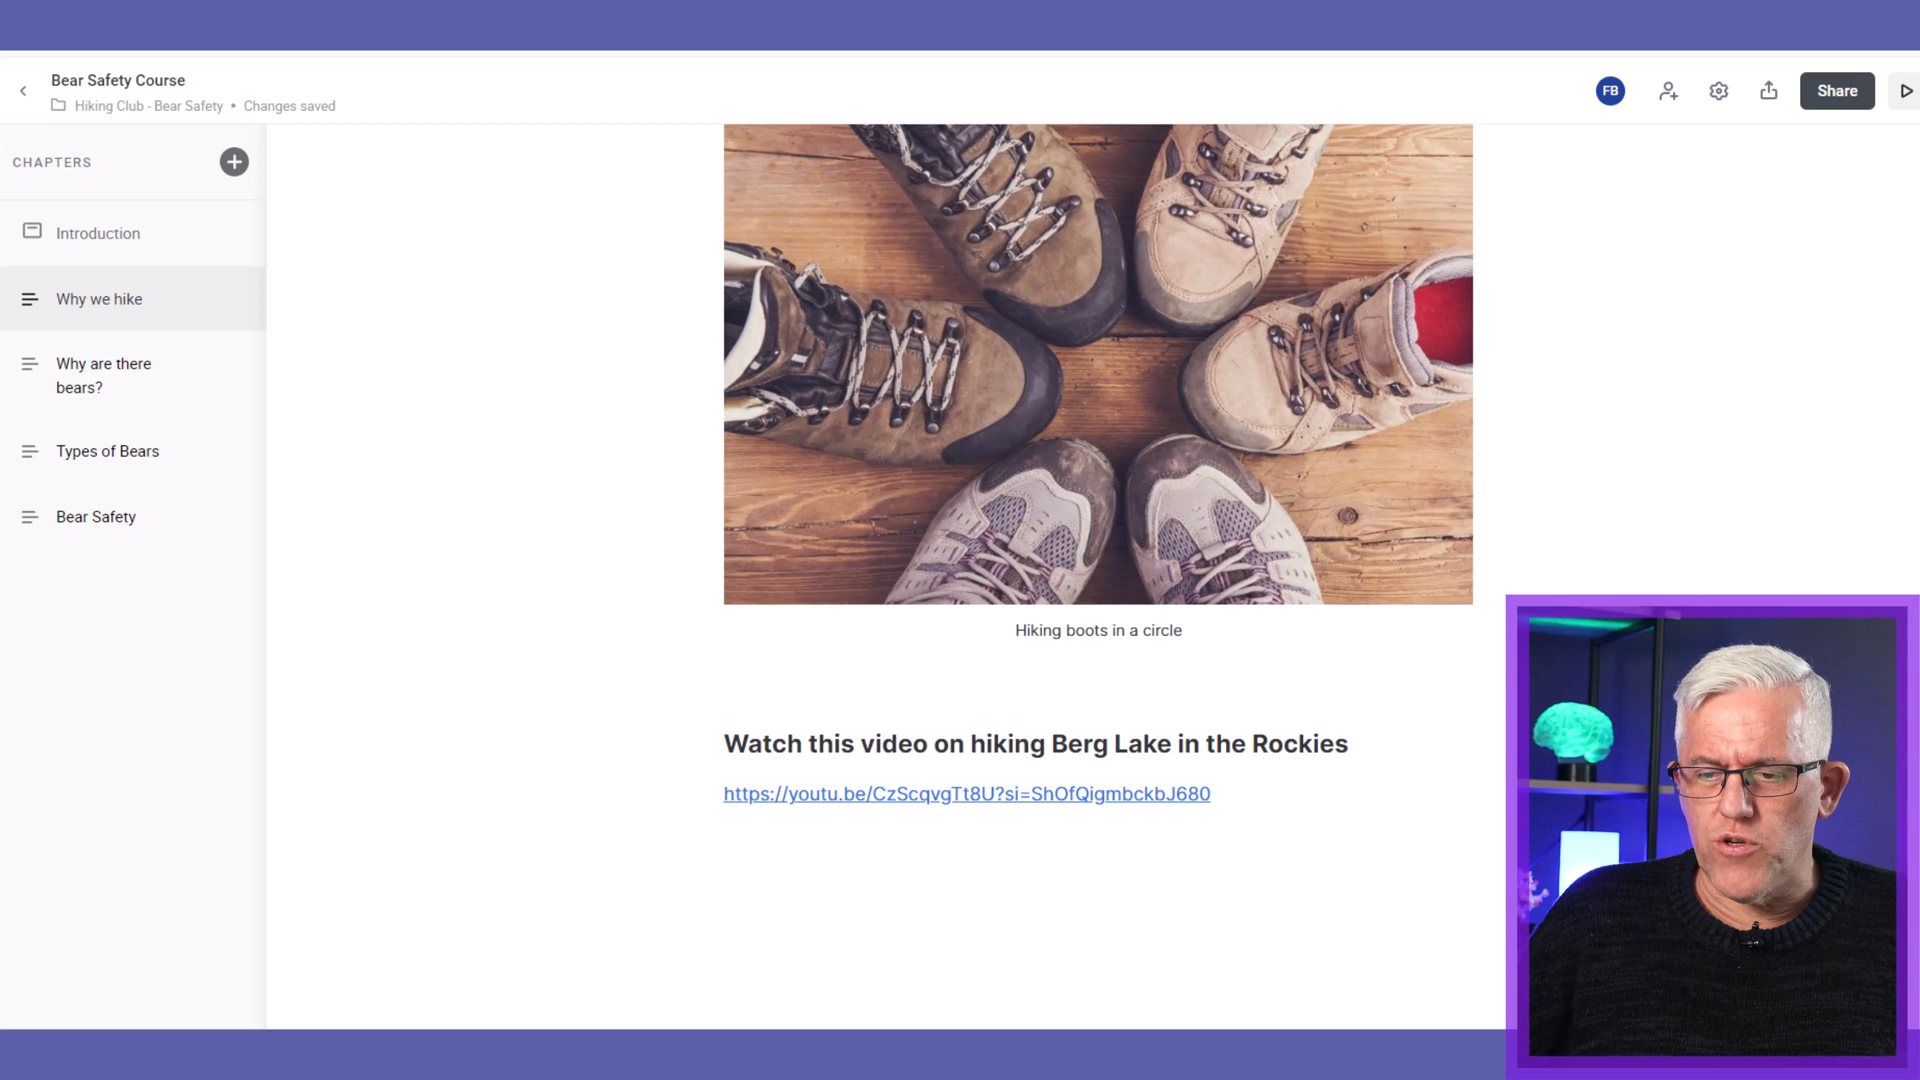 Bear Safety Course
Hiking Club - Bear Safety • Changes saved
FB
Share
CHAPTERS
Introduction
Why we hike
Why are there
bears?
Types of Bears
Bear Safety
Hiking boots in a circle
Watch this video on hiking Berg Lake in the Rockies
https://youtu.be/CzScqvgTt8U?si=ShOfQigmbckbJ680